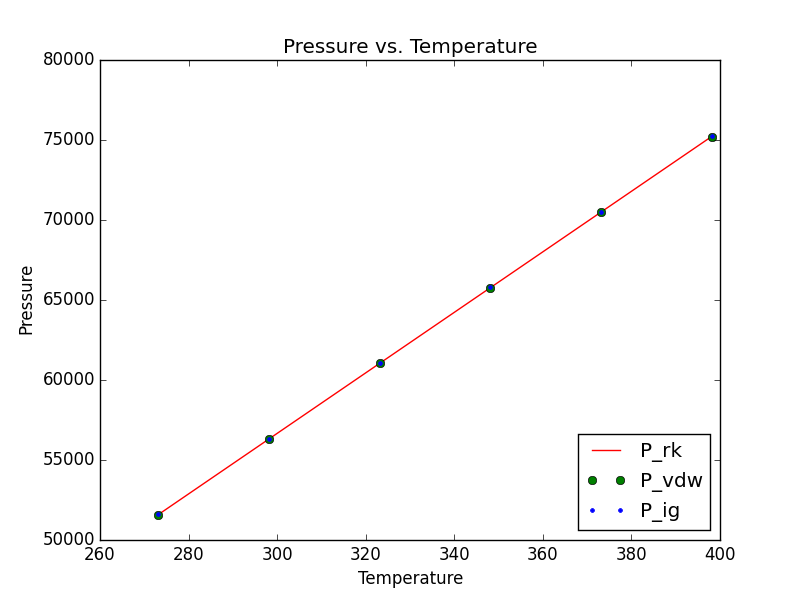 Pressure vs. Temperature
80000
75000
70000
65000
60000
55000
50000
Pressure
260 280 300 320 340 360 380 400
Temperature
P_rk
P_vdw
P_ig